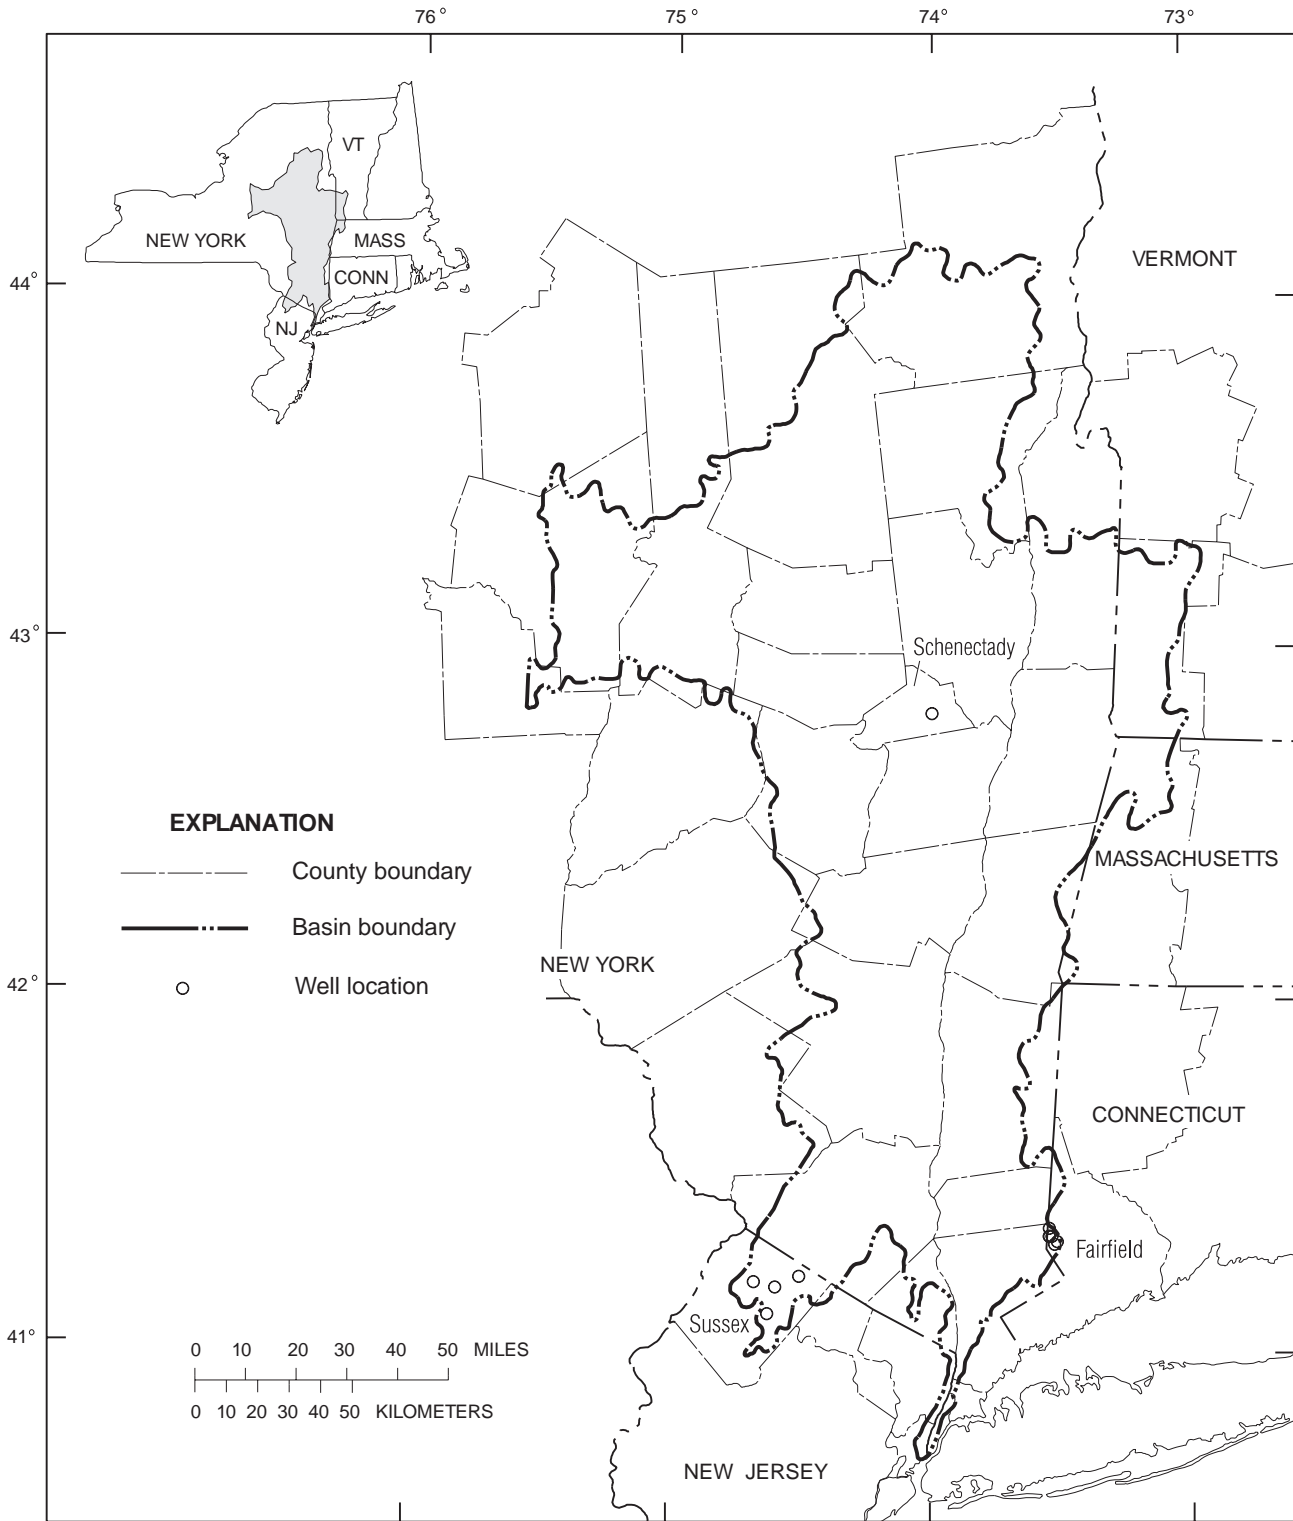 76° 75° 74° 73°
VT
NEW YORK
MASS
CONN
NJ
44°
VERMONT
43°
Schenectady
EXPLANATION
County boundary
Basin boundary
Well location
MASSACHUSETTS
NEW YORK
42°
CONNECTICUT
Fairfield
Sussex
41°
0 10 20 30 40 50 MILES
0 10 20 30 40 50 KILOMETERS
NEW JERSEY